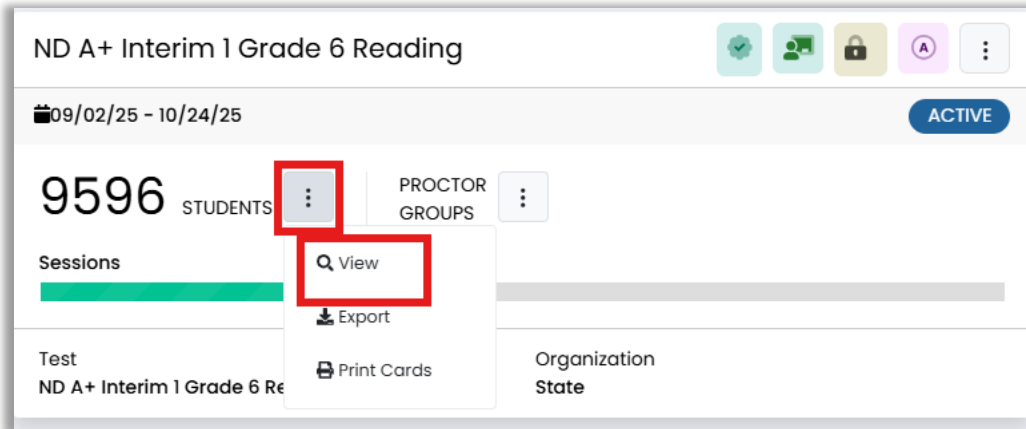 ND A+ Interim 1 Grade 6 Reading
A
09/02/25 - 10/24/25
ACTIVE
9596 STUDENTS
PROCTOR
GROUPS
Sessions
View
Export
Print Cards
Test
ND A+ Interim 1 Grade 6 Re
Organization
State